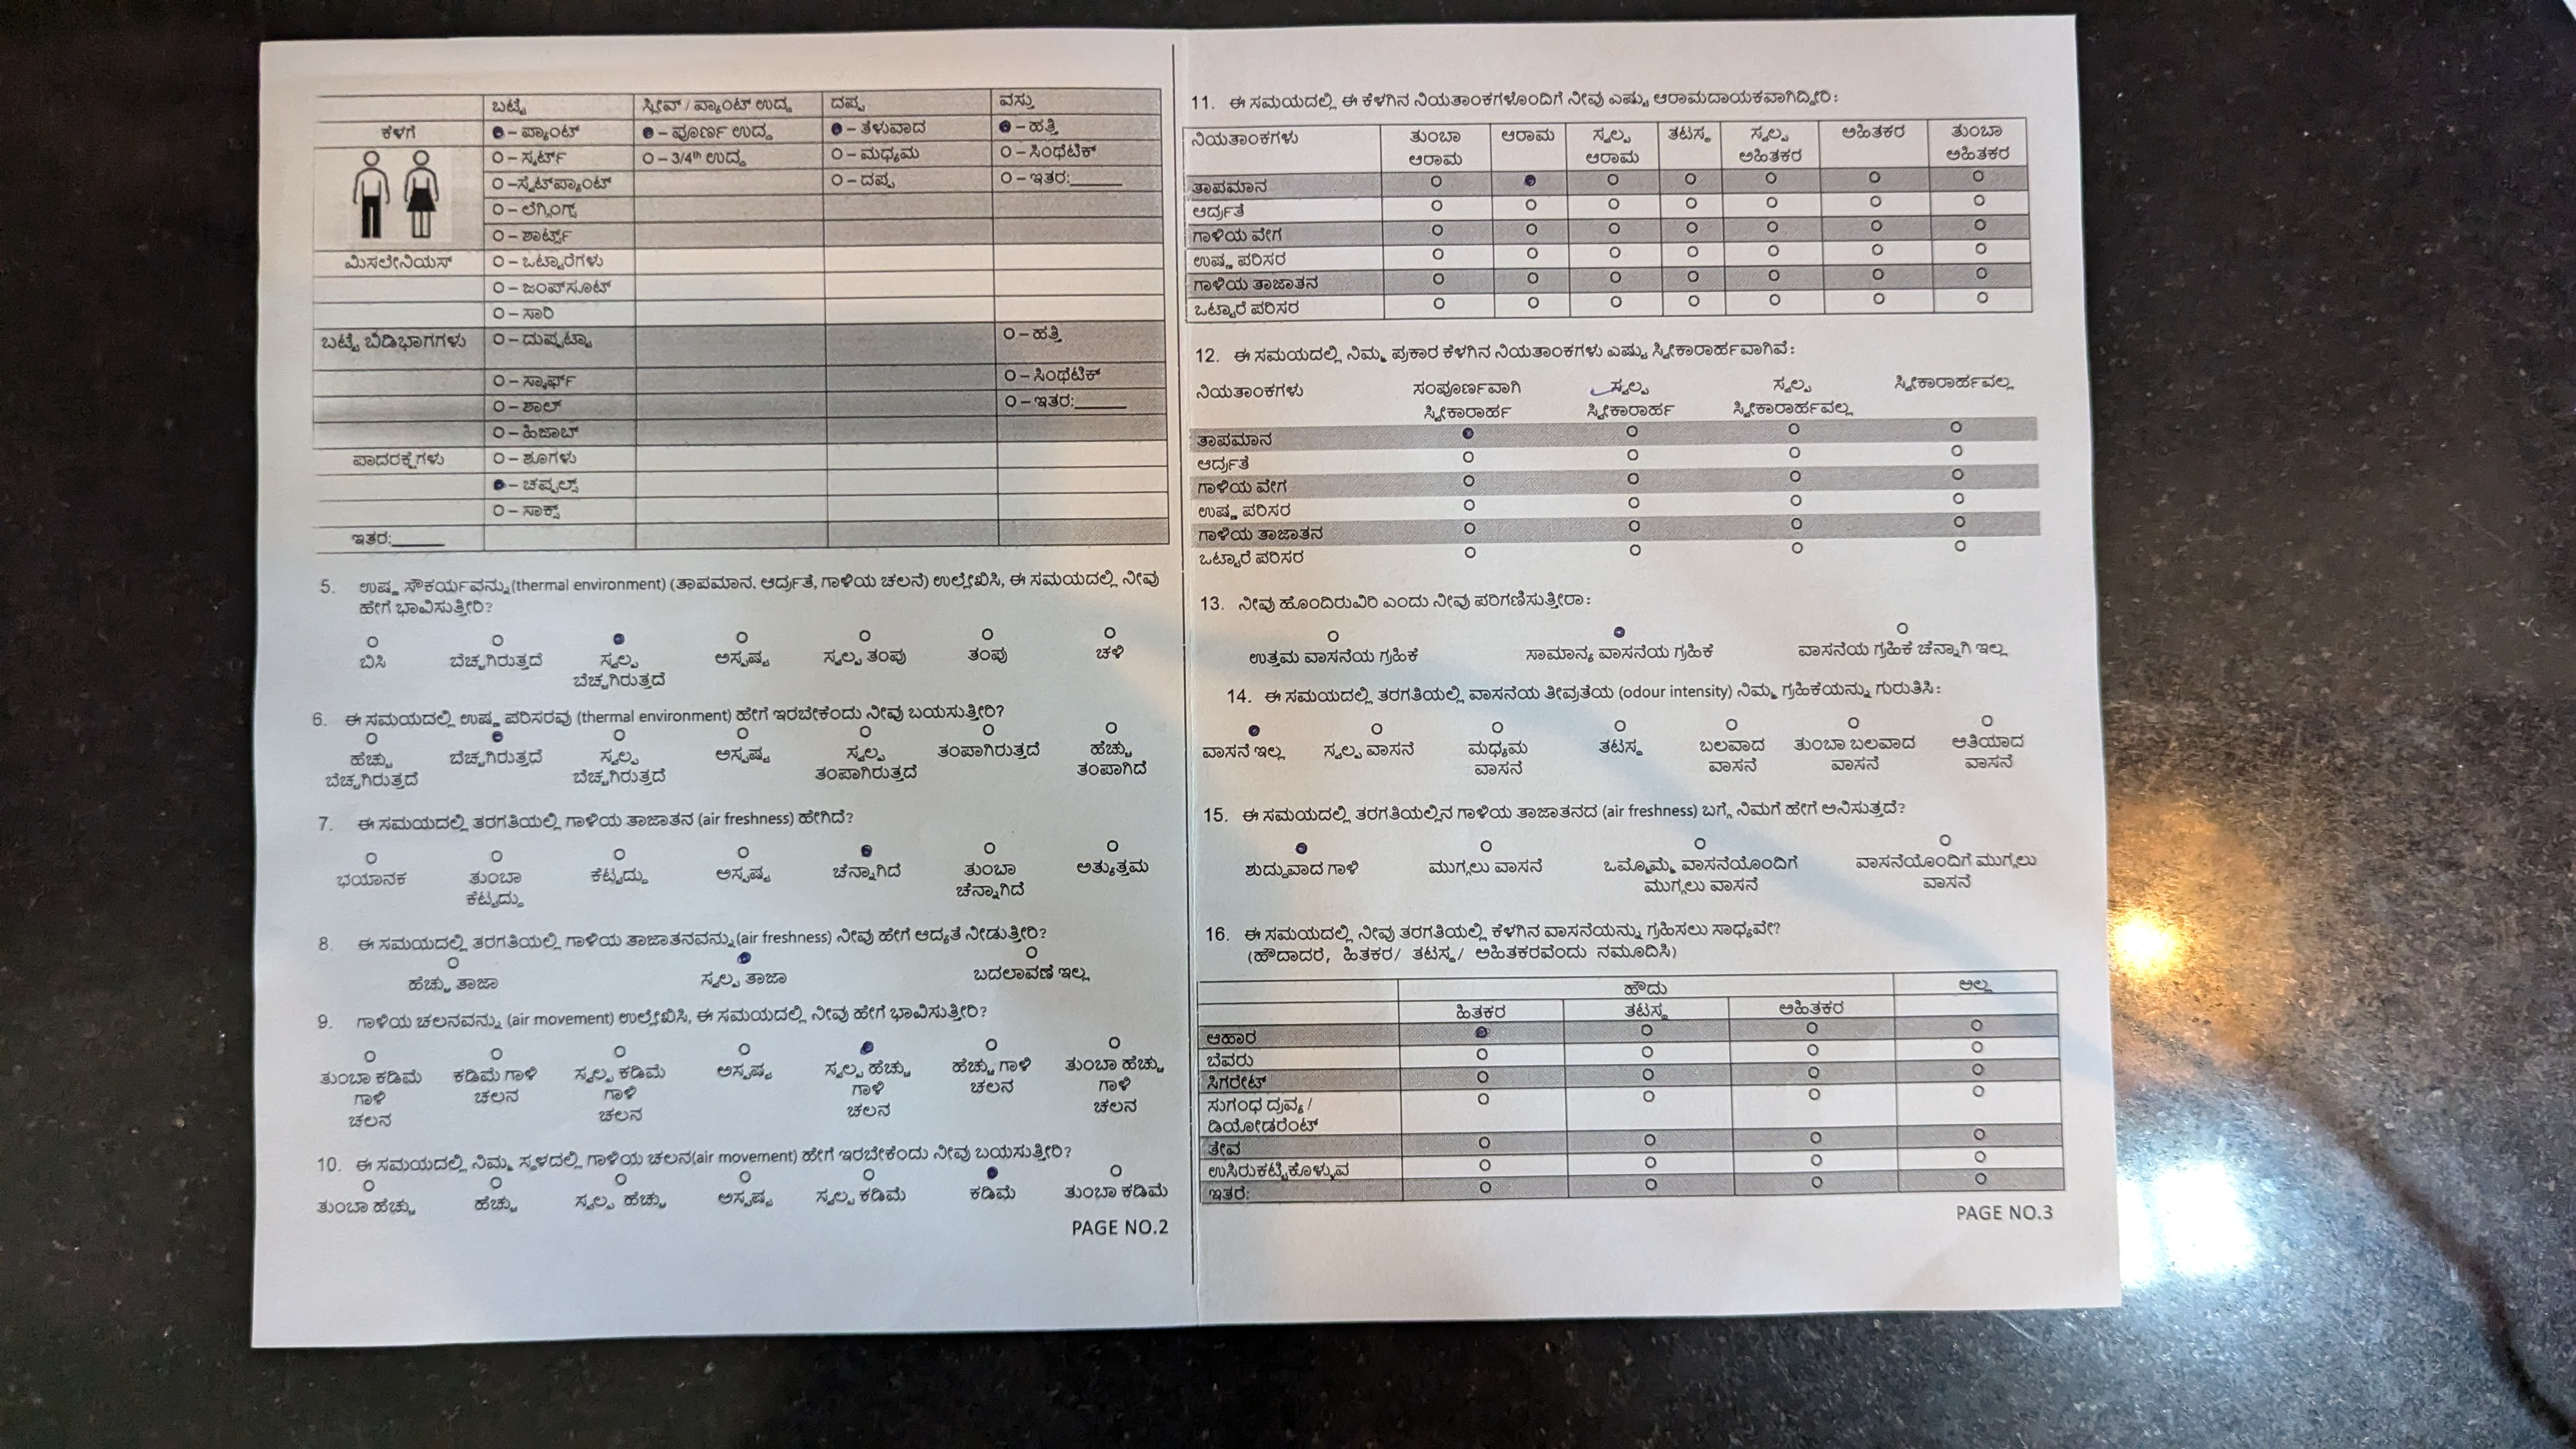 ಬಟ್ಟೆ ಸ್ಲೀವ್ / ಪ್ಯಾಂಟ್ ಉದ್ದ ದಪ್ಪ ವಸ್ತು
ಕೆಳಗೆ - ಪ್ಯಾಂಟ್ - ಪೂರ್ಣ ಉದ್ದ - ತೆಳುವಾದ - ಹತ್ತಿ
O – ಸ್ಕರ್ಟ್ O – 3/4th ಉದ್ದ O – ಮಧ್ಯಮ O – ಸಿಂಥೆಟಿಕ್
O –ಸ್ವೆಟ್‌ಪ್ಯಾಂಟ್ O – ದಪ್ಪ O – ಇತರ:______
O – ಲೆಗ್ಗಿಂಗ್ಸ್
O – ಶಾರ್ಟ್ಸ್
ಮಿಸಲೇನಿಯಸ್ O – ಒಟ್ಟಾರೆಗಳು
O – ಜಂಪ್‌ಸೂಟ್
O – ಸಾರಿ
ಬಟ್ಟೆ ಬಿಡಿಭಾಗಗಳು O – ದುಪ್ಪಟ್ಟಾ O – ಹತ್ತಿ
O – ಸ್ಕಾರ್ಫ್ O – ಸಿಂಥೆಟಿಕ್
O – ಶಾಲ್ O – ಇತರ:______
O – ಹಿಜಾಬ್
ಪಾದರಕ್ಷೆಗಳು O – ಶೂಗಳು
- ಚಪ್ಪಲ್ಸ್
O – ಸಾಕ್ಸ್
ಇತರ:______
5. ಉಷ್ಣ ಸೌಕರ್ಯವನ್ನು (thermal environment) (ತಾಪಮಾನ, ಆರ್ದ್ರತೆ, ಗಾಳಿಯ ಚಲನೆ) ಉಲ್ಲೇಖಿಸಿ, ಈ ಸಮಯದಲ್ಲಿ ನೀವು
ಹೇಗೆ ಭಾವಿಸುತ್ತೀರಿ?
ಬಿಸಿ ಬೆಚ್ಚಗಿರುತ್ತದೆ ಸ್ವಲ್ಪ ಅಸ್ಪಷ್ಟ ಸ್ವಲ್ಪ ತಂಪು ತಂಪು ಚಳಿ
ಬೆಚ್ಚಗಿರುತ್ತದೆ
6. ಈ ಸಮಯದಲ್ಲಿ ಉಷ್ಣ ಪರಿಸರವು (thermal environment) ಹೇಗೆ ಇರಬೇಕೆಂದು ನೀವು ಬಯಸುತ್ತೀರಿ?
ಹೆಚ್ಚು ಬೆಚ್ಚಗಿರುತ್ತದೆ ಸ್ವಲ್ಪ ಅಸ್ಪಷ್ಟ ಸ್ವಲ್ಪ ತಂಪಾಗಿರುತ್ತದೆ ಹೆಚ್ಚು
ಬೆಚ್ಚಗಿರುತ್ತದೆ ಬೆಚ್ಚಗಿರುತ್ತದೆ ತಂಪಾಗಿರುತ್ತದೆ ತಂಪಾಗಿದೆ
7. ಈ ಸಮಯದಲ್ಲಿ ತರಗತಿಯಲ್ಲಿ ಗಾಳಿಯ ತಾಜಾತನ (air freshness) ಹೇಗಿದೆ?
ಭಯಾನಕ ತುಂಬಾ ಕೆಟ್ಟದ್ದು ಅಸ್ಪಷ್ಟ ಚೆನ್ನಾಗಿದೆ ತುಂಬಾ ಅತ್ಯುತ್ತಮ
ಕೆಟ್ಟದ್ದು ಚೆನ್ನಾಗಿದೆ
8. ಈ ಸಮಯದಲ್ಲಿ ತರಗತಿಯಲ್ಲಿ ಗಾಳಿಯ ತಾಜಾತನವನ್ನು (air freshness) ನೀವು ಹೇಗೆ ಆದ್ಯತೆ ನೀಡುತ್ತೀರಿ?
ಹೆಚ್ಚು ತಾಜಾ ಸ್ವಲ್ಪ ತಾಜಾ ಬದಲಾವಣೆ ಇಲ್ಲ
9. ಗಾಳಿಯ ಚಲನವನ್ನು (air movement) ಉಲ್ಲೇಖಿಸಿ, ಈ ಸಮಯದಲ್ಲಿ ನೀವು ಹೇಗೆ ಭಾವಿಸುತ್ತೀರಿ?
ತುಂಬಾ ಕಡಿಮೆ ಕಡಿಮೆ ಗಾಳಿ ಸ್ವಲ್ಪ ಕಡಿಮೆ ಅಸ್ಪಷ್ಟ ಸ್ವಲ್ಪ ಹೆಚ್ಚು ಹೆಚ್ಚು ಗಾಳಿ ತುಂಬಾ ಹೆಚ್ಚು
ಗಾಳಿ ಚಲನ ಗಾಳಿ ಗಾಳಿ ಚಲನ ಗಾಳಿ
ಚಲನ ಚಲನ ಚಲನ ಚಲನ
10. ಈ ಸಮಯದಲ್ಲಿ ನಿಮ್ಮ ಸ್ಥಳದಲ್ಲಿ ಗಾಳಿಯ ಚಲನ(air movement) ಹೇಗೆ ಇರಬೇಕೆಂದು ನೀವು ಬಯಸುತ್ತೀರಿ?
ತುಂಬಾ ಹೆಚ್ಚು ಹೆಚ್ಚು ಸ್ವಲ್ಪ ಹೆಚ್ಚು ಅಸ್ಪಷ್ಟ ಸ್ವಲ್ಪ ಕಡಿಮೆ ಕಡಿಮೆ ತುಂಬಾ ಕಡಿಮೆ
PAGE NO.2
11. ಈ ಸಮಯದಲ್ಲಿ ಈ ಕೆಳಗಿನ ನಿಯತಾಂಕಗಳೊಂದಿಗೆ ನೀವು ಎಷ್ಟು ಆರಾಮದಾಯಕವಾಗಿದ್ದೀರಿ:
ನಿಯತಾಂಕಗಳು ತುಂಬಾ ಆರಾಮ ಸ್ವಲ್ಪ ತಟಸ್ಥ ಸ್ವಲ್ಪ ಅಹಿತಕರ ತುಂಬಾ
ಆರಾಮ ಆರಾಮ ಅಹಿತಕರ ಅಹಿತಕರ
ತಾಪಮಾನ
ಆರ್ದ್ರತೆ
ಗಾಳಿಯ ವೇಗ
ಉಷ್ಣ ಪರಿಸರ
ಗಾಳಿಯ ತಾಜಾತನ
ಒಟ್ಟಾರೆ ಪರಿಸರ
12. ಈ ಸಮಯದಲ್ಲಿ ನಿಮ್ಮ ಪ್ರಕಾರ ಕೆಳಗಿನ ನಿಯತಾಂಕಗಳು ಎಷ್ಟು ಸ್ವೀಕಾರಾರ್ಹವಾಗಿವೆ:
ನಿಯತಾಂಕಗಳು ಸಂಪೂರ್ಣವಾಗಿ ಸ್ವಲ್ಪ ಸ್ವಲ್ಪ ಸ್ವೀಕಾರಾರ್ಹವಲ್ಲ
ಸ್ವೀಕಾರಾರ್ಹ ಸ್ವೀಕಾರಾರ್ಹ ಸ್ವೀಕಾರಾರ್ಹವಲ್ಲ
ತಾಪಮಾನ
ಆರ್ದ್ರತೆ
ಗಾಳಿಯ ವೇಗ
ಉಷ್ಣ ಪರಿಸರ
ಗಾಳಿಯ ತಾಜಾತನ
ಒಟ್ಟಾರೆ ಪರಿಸರ
13. ನೀವು ಹೊಂದಿರುವಿರಿ ಎಂದು ನೀವು ಪರಿಗಣಿಸುತ್ತೀರಾ:
ಉತ್ತಮ ವಾಸನೆಯ ಗ್ರಹಿಕೆ ಸಾಮಾನ್ಯ ವಾಸನೆಯ ಗ್ರಹಿಕೆ ವಾಸನೆಯ ಗ್ರಹಿಕೆ ಚೆನ್ನಾಗಿ ಇಲ್ಲ
14. ಈ ಸಮಯದಲ್ಲಿ ತರಗತಿಯಲ್ಲಿ ವಾಸನೆಯ ತೀವ್ರತೆಯ (odour intensity) ನಿಮ್ಮ ಗ್ರಹಿಕೆಯನ್ನು ಗುರುತಿಸಿ:
ವಾಸನೆ ಇಲ್ಲ ಸ್ವಲ್ಪ ವಾಸನೆ ಮಧ್ಯಮ ತಟಸ್ಥ ಬಲವಾದ ತುಂಬಾ ಬಲವಾದ ಅತಿಯಾದ
ವಾಸನೆ ವಾಸನೆ ವಾಸನೆ ವಾಸನೆ
15. ಈ ಸಮಯದಲ್ಲಿ ತರಗತಿಯಲ್ಲಿನ ಗಾಳಿಯ ತಾಜಾತನದ (air freshness) ಬಗ್ಗೆ ನಿಮಗೆ ಹೇಗೆ ಅನಿಸುತ್ತದೆ?
ಶುದ್ಧವಾದ ಗಾಳಿ ಮುಗ್ಗಲು ವಾಸನೆ ಒಮ್ಮೊಮ್ಮೆ ವಾಸನೆಯೊಂದಿಗೆ ವಾಸನೆಯೊಂದಿಗೆ ಮುಗ್ಗಲು
ಮುಗ್ಗಲು ವಾಸನೆ ವಾಸನೆ
16. ಈ ಸಮಯದಲ್ಲಿ ನೀವು ತರಗತಿಯಲ್ಲಿ ಕೆಳಗಿನ ವಾಸನೆಯನ್ನು ಗ್ರಹಿಸಲು ಸಾಧ್ಯವೇ?
(ಹೌದಾದರೆ, ಹಿತಕರ/ ತಟಸ್ಥ/ ಅಹಿತಕರವೆಂದು ನಮೂದಿಸಿ)
ಹೌದು ಅಲ್ಲ
ಹಿತಕರ ತಟಸ್ಥ ಅಹಿತಕರ
ಆಹಾರ
ಬೆವರು
ಸಿಗರೇಟ್
ಸುಗಂಧ ದ್ರವ್ಯ /
ಡಿಯೋಡರೆಂಟ್
ತೇವ
ಉಸಿರುಕಟ್ಟಿಕೊಳ್ಳುವ
ಇತರೆ:
PAGE NO.3